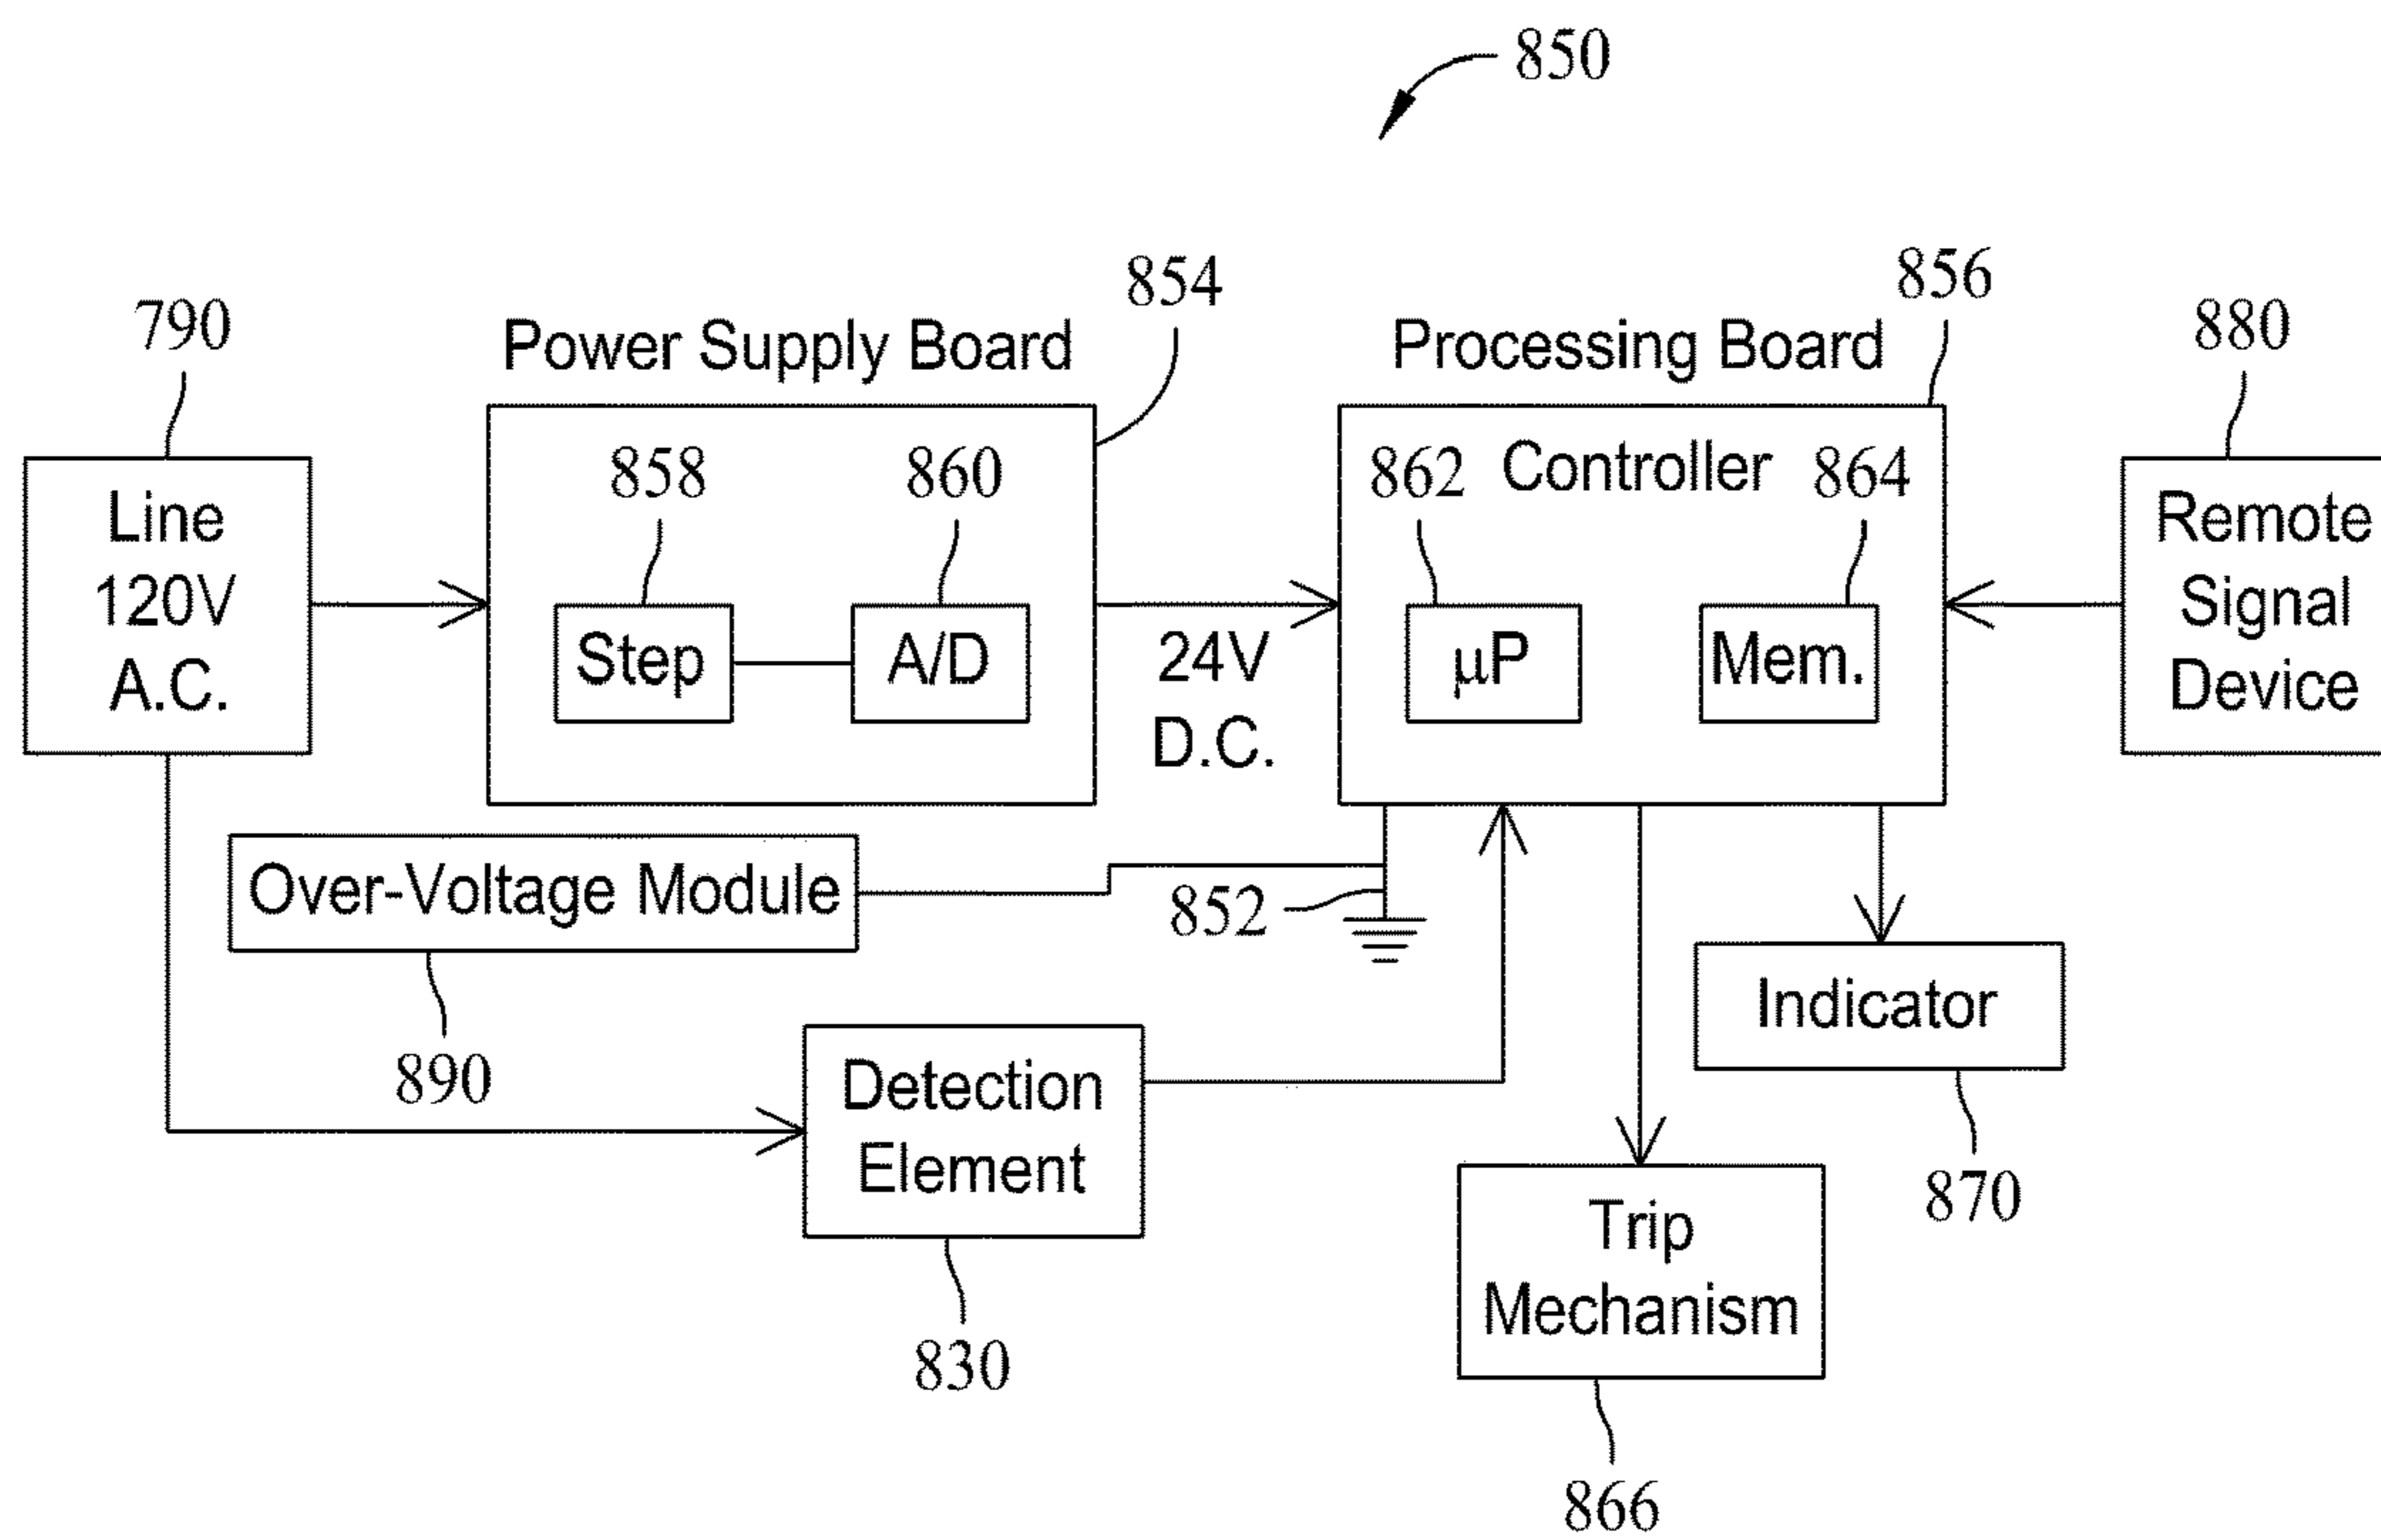 850
854
856
790
880
Power Supply Board
Processing Board
Line
120V
A.C.
858
860
862
Controller
864
Step
A/D
24V
D.C.
μP
Mem.
Remote
Signal
Device
Over-Voltage Module
852
890
Indicator
870
Detection
Element
830
Trip
Mechanism
866